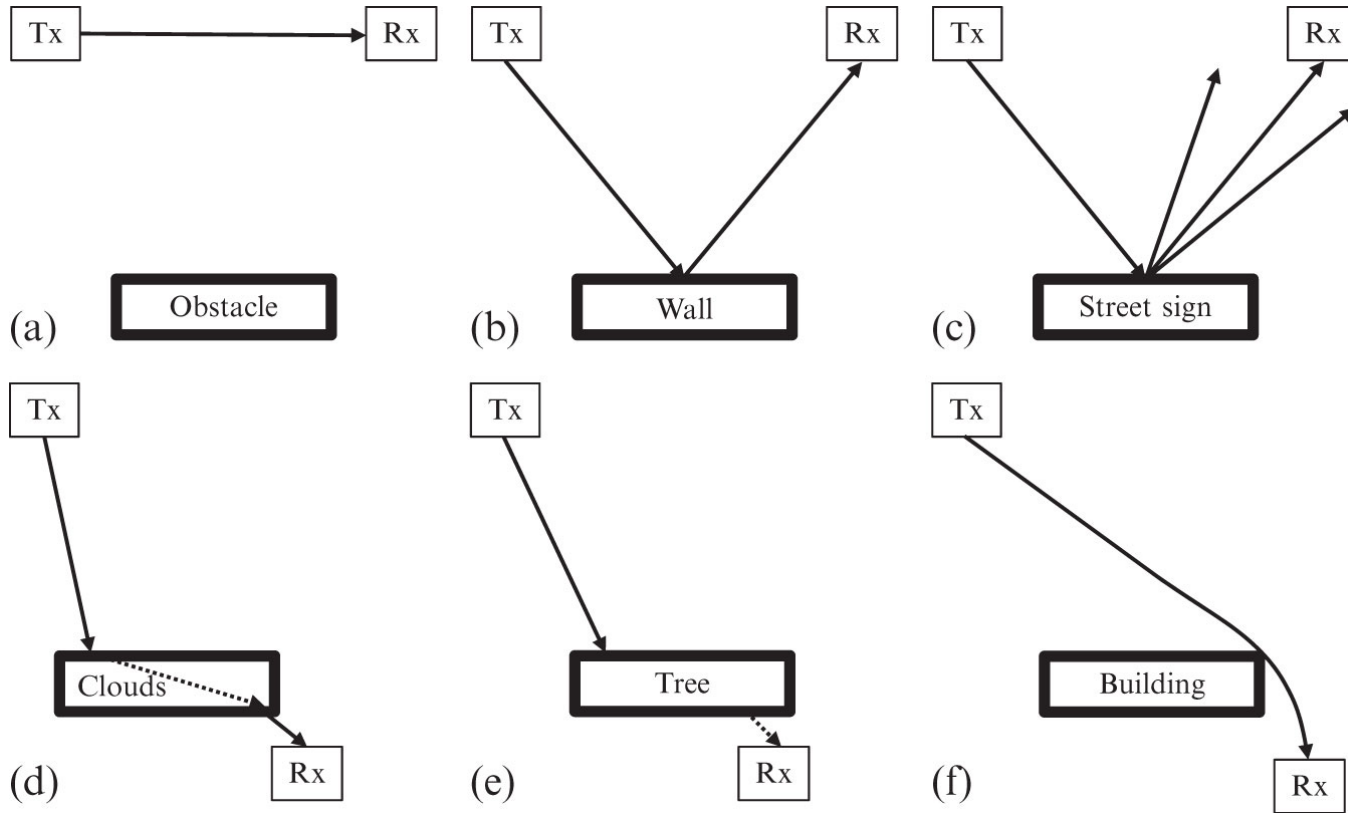 Tx
Rx
Tx
Rx
Tx
Rx
Obstacle
Wall
Street sign
(a)
(b)
(c)
Tx
Tx
Tx
Clouds
Tree
Building
Rx
Rx
Rx
(d)
(e)
(f)